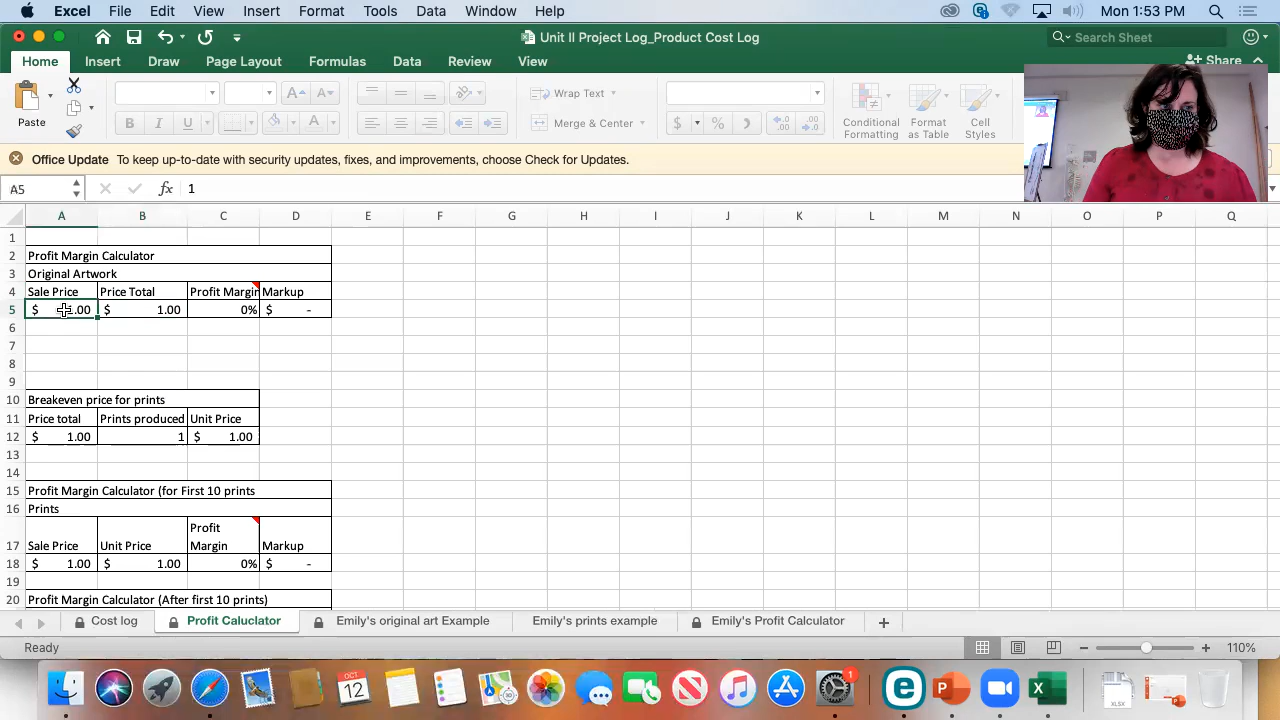 Excel File Edit View Insert Format Tools Data Window Help Mon 1:53 PM
Unit II Project Log_Product Cost Log Search Sheet
Home Insert Draw Page Layout Formulas Data Review View Share
Paste B I U A A Wrap Text Merge & Center $ % Conditional Formatting Format as Table Cell Styles
Office Update To keep up-to-date with security updates, fixes, and improvements, choose Check for Updates.
A5 fx 1
A B C D E F G H I J K L M N O P Q
1
2 Profit Margin Calculator
3 Original Artwork
4 Sale Price Price Total Profit Margin Markup
5 $ 1.00 $ 1.00 0% $ -
6
7
8
9
10 Breakeven price for prints
11 Price total Prints produced Unit Price
12 $ 1.00 1 $ 1.00
13
14
15 Profit Margin Calculator (for First 10 prints
16 Prints
17 Sale Price Unit Price Profit Margin Markup
18 $ 1.00 $ 1.00 0% $ -
19
20 Profit Margin Calculator (After first 10 prints)
Cost log Profit Caluclator Emily's original art Example Emily's prints example Emily's Profit Calculator
Ready 110%
OCT 12 1
XLSX